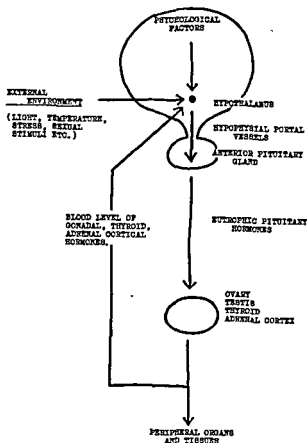 PSYCHOLOGICAL
FACTORS
EXTERNAL
ENVIRONMENT
(LIGHT, TEMPERATURE,
STRESS, SEXUAL
STIMULI ETC.)
HYPOTHALAMUS
HYPOPHYSIAL PORTAL
VESSELS
ANTERIOR PITUITARY
GLAND
BLOOD LEVEL OF
GONADAL, THYROID,
ADRENAL CORTICAL
HORMONES.
EUTROPHIC PITUITARY
HORMONES
OVARY
TESTIS
THYROID
ADRENAL CORTEX
PERIPHERAL ORGANS
AND TISSUES